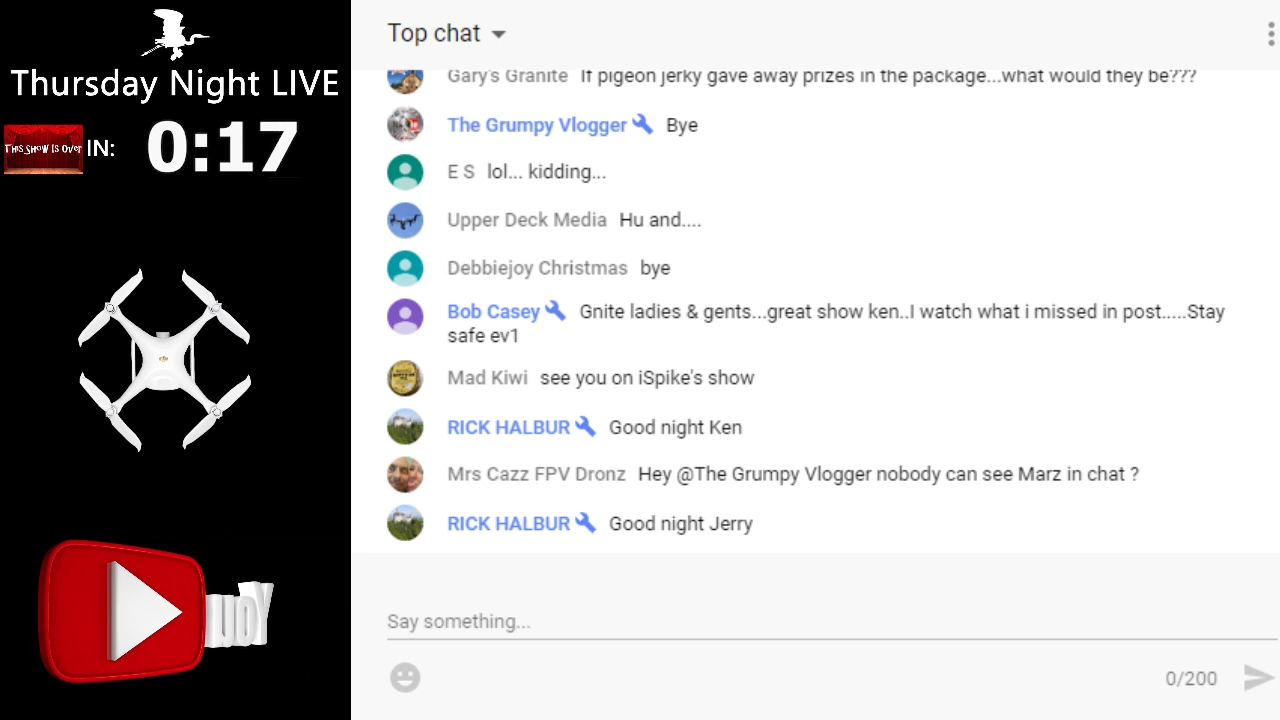 Thursday Night LIVE
THIS SHOW IS OVER IN: 0:17
UDY
Top chat
Gary's Granite If pigeon jerky gave away prizes in the package...what would they be???
The Grumpy Vlogger Bye
E S lol... kidding...
Upper Deck Media Hu and....
Debbiejoy Christmas bye
Bob Casey Gnite ladies & gents...great show ken..I watch what i missed in post.....Stay
safe ev1
Mad Kiwi see you on iSpike's show
RICK HALBUR Good night Ken
Mrs Cazz FPV Dronz Hey @The Grumpy Vlogger nobody can see Marz in chat ?
RICK HALBUR Good night Jerry
Say something...
0/200